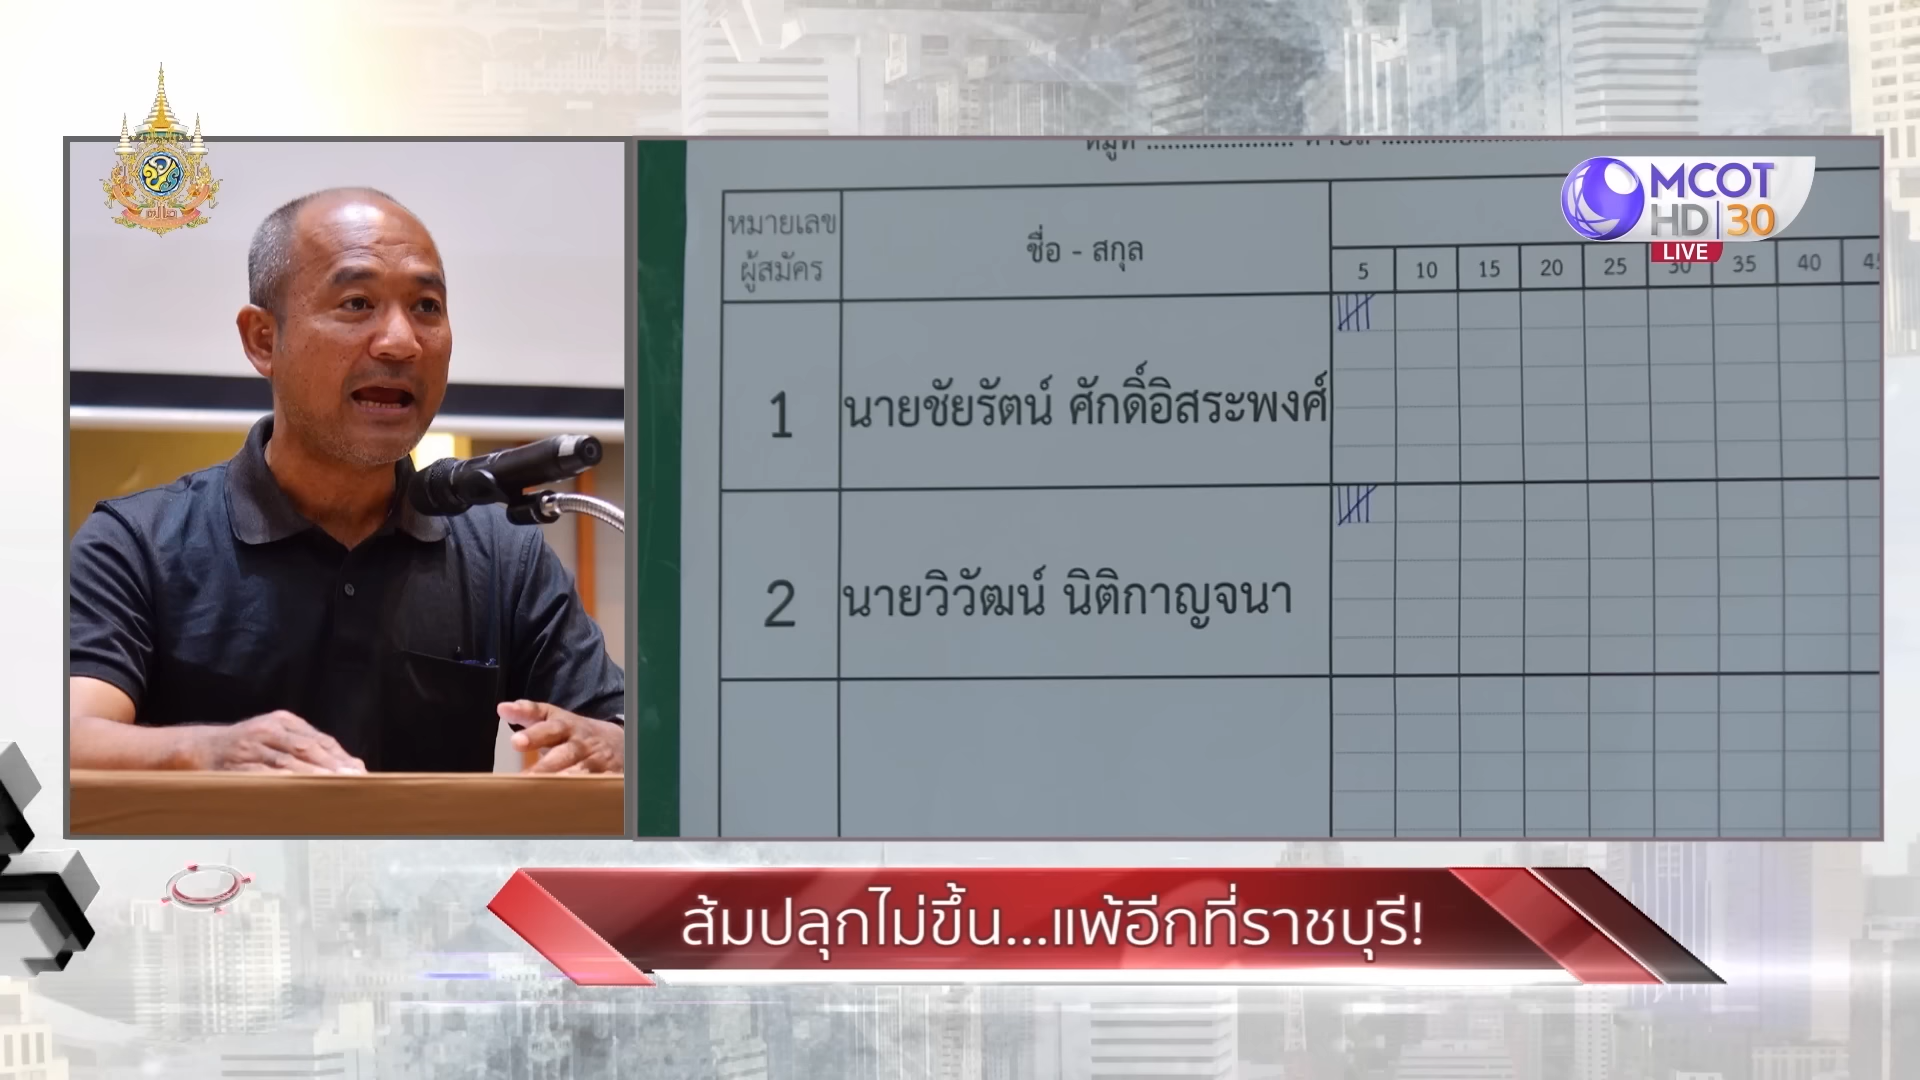 MCOT
HD 30
LIVE
หมายเลข
ผู้สมัคร
ชื่อ - สกุล
5 10 15 20 25 30 35 40
1 นายชัยรัตน์ ศักดิ์อิสระพงศ์
2 นายวิวัฒน์ นิติกาญจนา
ส้มปลุกไม่ขึ้น...แพ้อีกที่ราชบุรี!